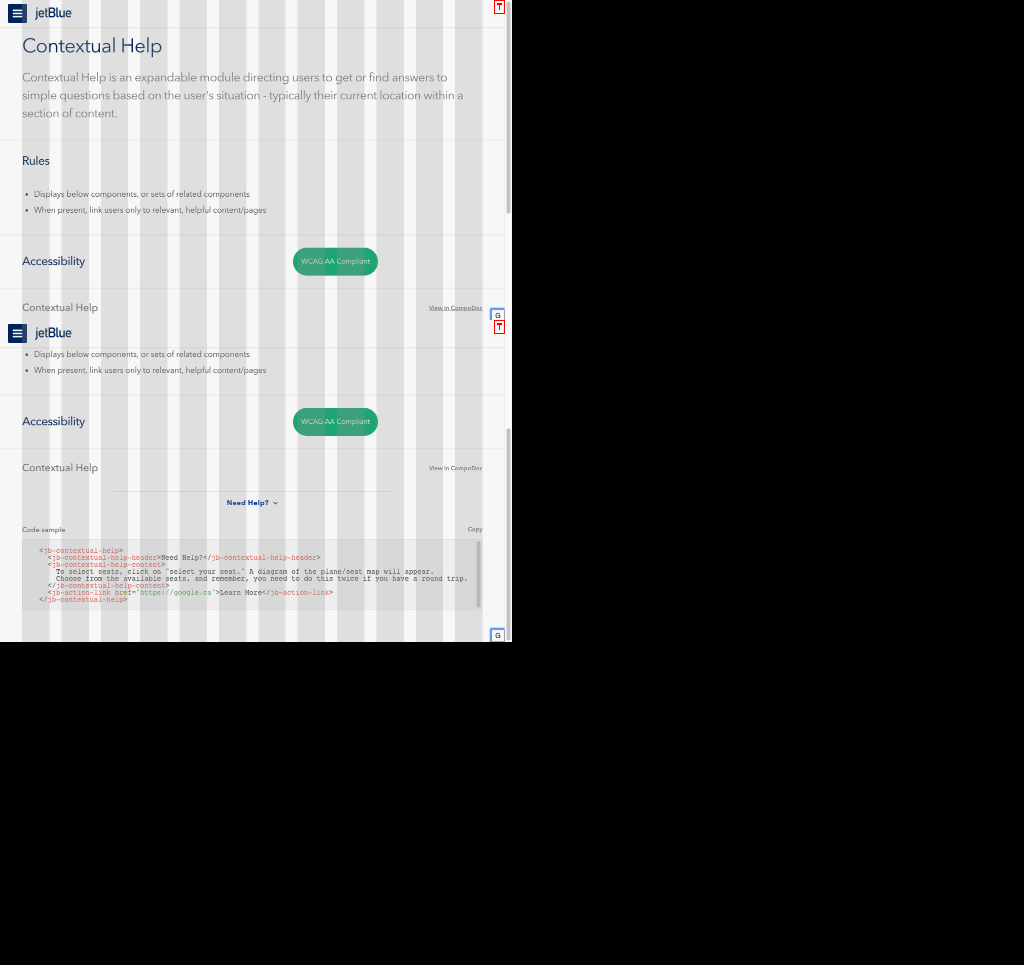 jetBlue
T
Contextual Help
Contextual Help is an expandable module directing users to get or find answers to
simple questions based on the user's situation - typically their current location within a
section of content.
Rules
• Displays below components, or sets of related components
• When present, link users only to relevant, helpful content/pages
Accessibility
WCAG AA Compliant
Contextual Help
View in CompoDoc
G
jetBlue
T
• Displays below components, or sets of related components
• When present, link users only to relevant, helpful content/pages
Accessibility
WCAG AA Compliant
Contextual Help
View in CompoDoc
Need Help?
Code sample
Copy
<jb-contextual-help>
<jb-contextual-help-header>Need Help?</jb-contextual-help-header>
<jb-contextual-help-content>
To select seats, click on "select your seat." A diagram of the plane/seat map will appear.
Choose from the available seats, and remember, you need to do this twice if you have a round trip.
</jb-contextual-help-content>
<jb-action-link href="https://google.ca">Learn More</jb-action-link>
</jb-contextual-help>
G